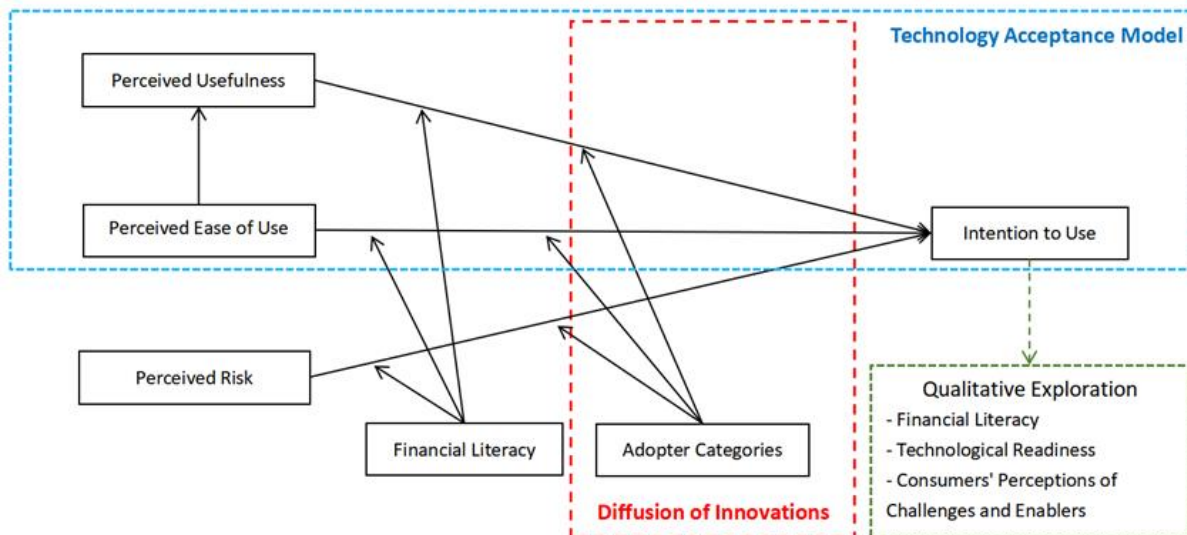 Technology Acceptance Model
Perceived Usefulness
Perceived Ease of Use
Intention to Use
Perceived Risk
Financial Literacy
Adopter Categories
Diffusion of Innovations
Qualitative Exploration
- Financial Literacy
- Technological Readiness
- Consumers' Perceptions of
Challenges and Enablers